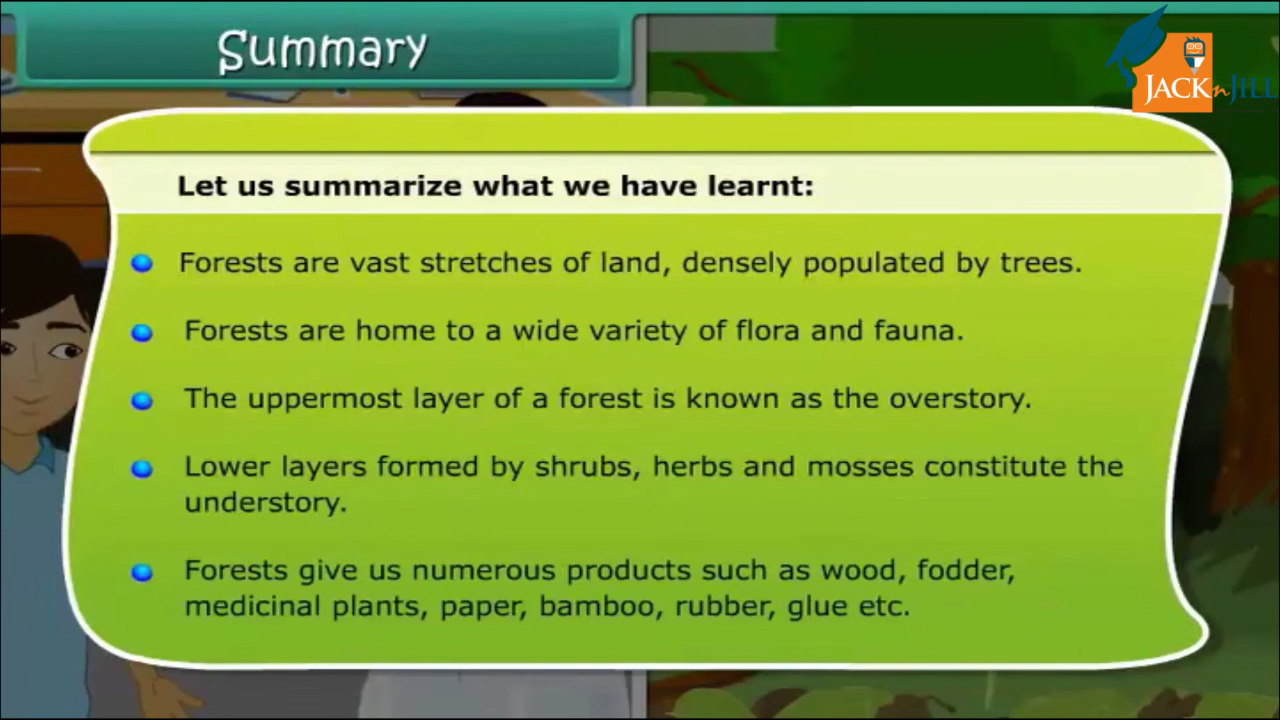 Summary
JACKnJILL
Let us summarize what we have learnt:
Forests are vast stretches of land, densely populated by trees.
Forests are home to a wide variety of flora and fauna.
The uppermost layer of a forest is known as the overstory.
Lower layers formed by shrubs, herbs and mosses constitute the
understory.
Forests give us numerous products such as wood, fodder,
medicinal plants, paper, bamboo, rubber, glue etc.